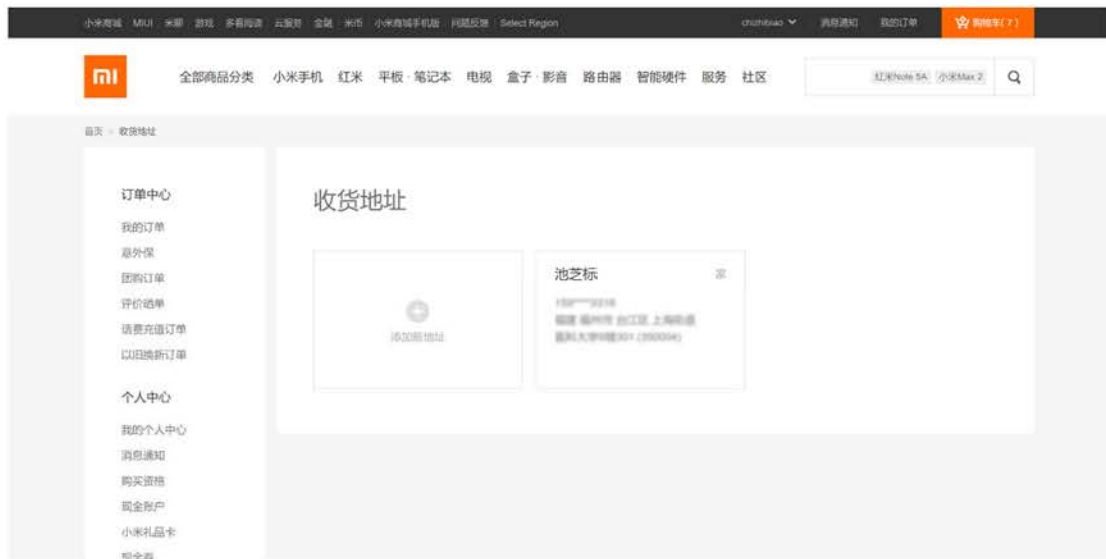 小米商城 MIUI 米聊 游戏 多看阅读 云服务 金融 米币 小米商城手机版 问题反馈 Select Region chizhibiao 消息通知 我的订单 购物车(7)
mi 全部商品分类 小米手机 红米 平板·笔记本 电视 盒子·影音 路由器 智能硬件 服务 社区 红米Note 5A 小米Max 2
首页 > 收货地址
订单中心
我的订单
意外保
团购订单
评价晒单
话费充值订单
以旧换新订单
个人中心
我的个人中心
消息通知
购买资格
现金账户
小米礼品卡
现金券
收货地址
添加新地址
池芝标 家